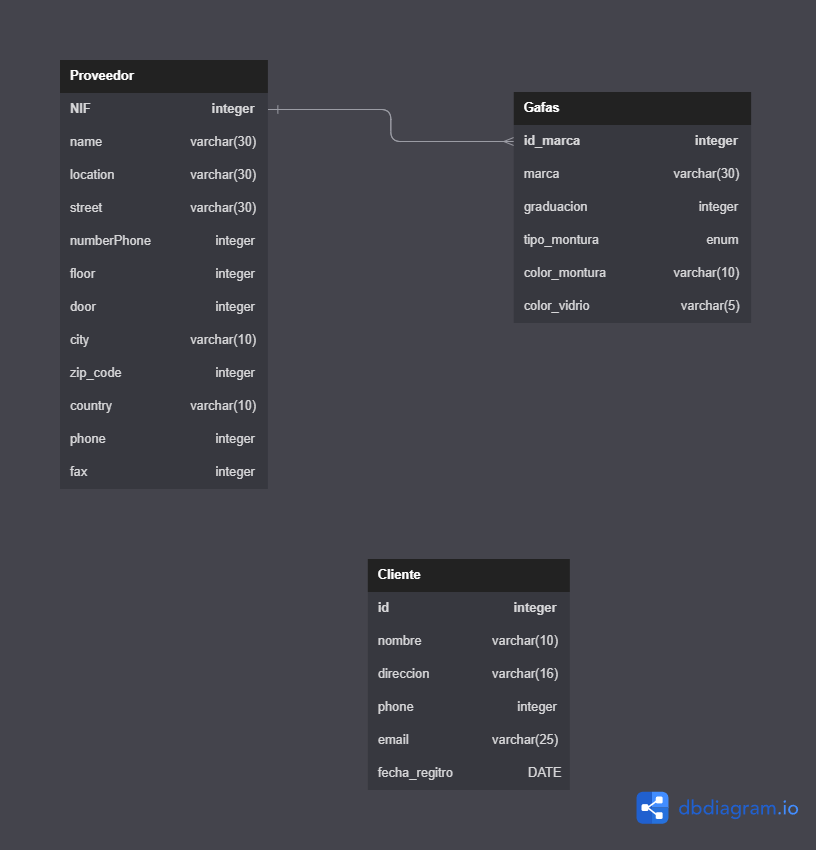 Proveedor
NIF integer
name varchar(30)
location varchar(30)
street varchar(30)
numberPhone integer
floor integer
door integer
city varchar(10)
zip_code integer
country varchar(10)
phone integer
fax integer
Gafas
id_marca integer
marca varchar(30)
graduacion integer
tipo_montura enum
color_montura varchar(10)
color_vidrio varchar(5)
Cliente
id integer
nombre varchar(10)
direccion varchar(16)
phone integer
email varchar(25)
fecha_regitro DATE
dbdiagram.io